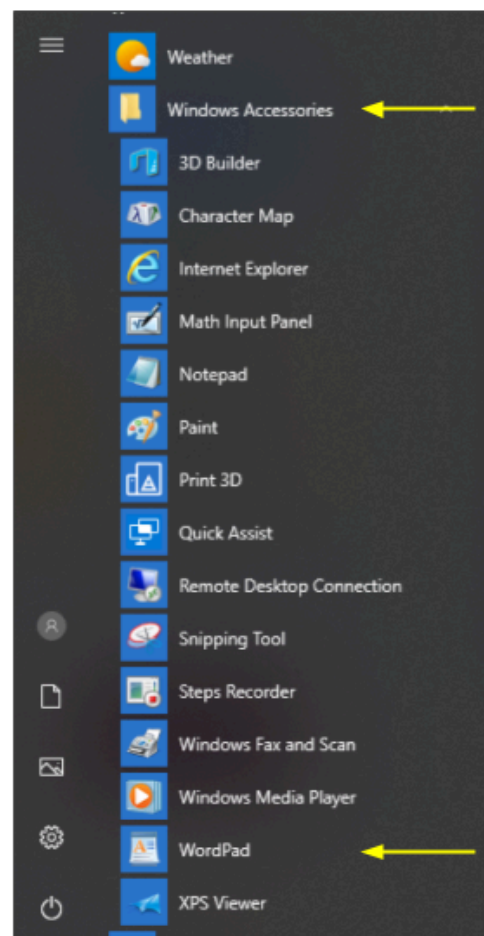 Weather
Windows Accessories
3D Builder
Character Map
Internet Explorer
Math Input Panel
Notepad
Paint
Print 3D
Quick Assist
Remote Desktop Connection
Snipping Tool
Steps Recorder
Windows Fax and Scan
Windows Media Player
WordPad
XPS Viewer